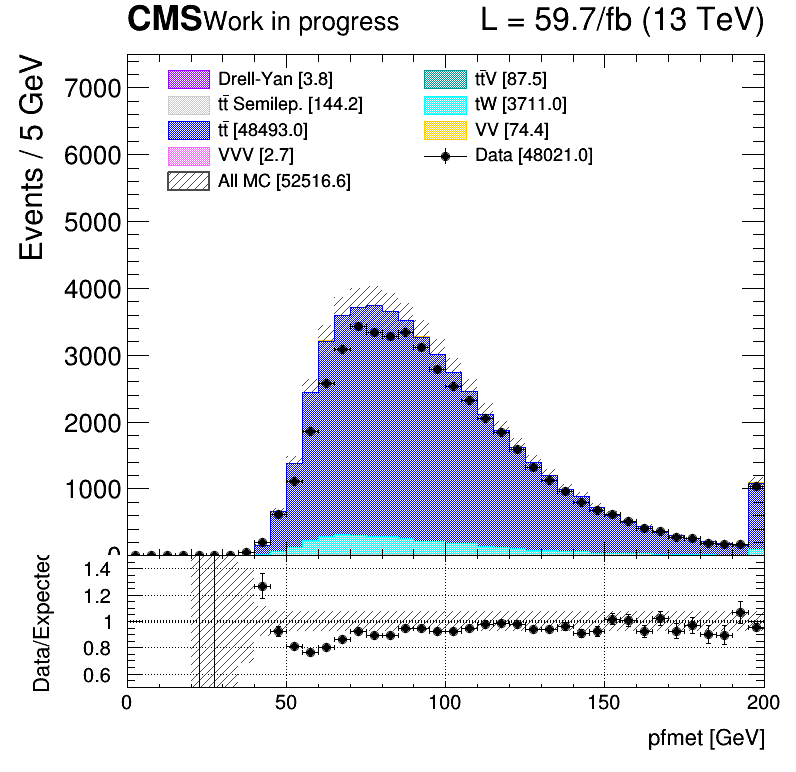 CMS Work in progress L = 59.7/fb (13 TeV)
Events / 5 GeV
7000
6000
5000
4000
3000
2000
1000
0
Drell-Yan [3.8]
tt̄ Semilep. [144.2]
tt̄ [48493.0]
VVV [2.7]
All MC [52516.6]
tt̄V [87.5]
tW [3711.0]
VV [74.4]
Data [48021.0]
Data/Expected
1.4
1.2
1
0.8
0.6
0 50 100 150 200
pfmet [GeV]